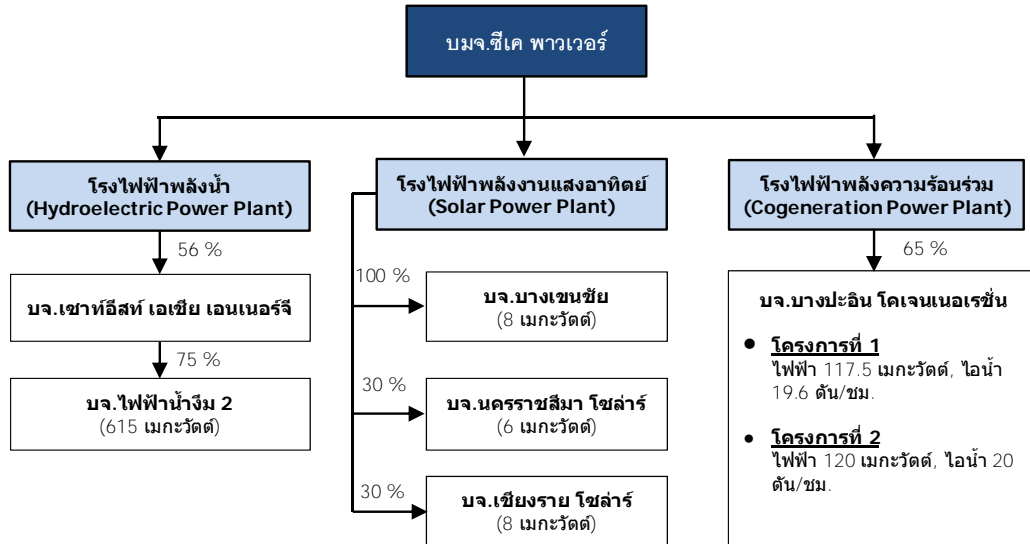 บมจ.ซีเค พาวเวอร์
โรงไฟฟ้าพลังน้ำ
(Hydroelectric Power Plant)
56 %
บจ.เซาท์อีสท์ เอเชีย เอนเนอร์จี
75 %
บจ.ไฟฟ้าน้ำงึม 2
(615 เมกะวัตต์)
โรงไฟฟ้าพลังงานแสงอาทิตย์
(Solar Power Plant)
100 %
บจ.บางเขนชัย
(8 เมกะวัตต์)
30 %
บจ.นครราชสีมา โซล่าร์
(6 เมกะวัตต์)
30 %
บจ.เชียงราย โซล่าร์
(8 เมกะวัตต์)
โรงไฟฟ้าพลังความร้อนร่วม
(Cogeneration Power Plant)
65 %
บจ.บางปะอิน โคเจนเนอเรชั่น
• โครงการที่ 1
ไฟฟ้า 117.5 เมกะวัตต์, ไอน้ำ
19.6 ตัน/ชม.
• โครงการที่ 2
ไฟฟ้า 120 เมกะวัตต์, ไอน้ำ 20
ตัน/ชม.